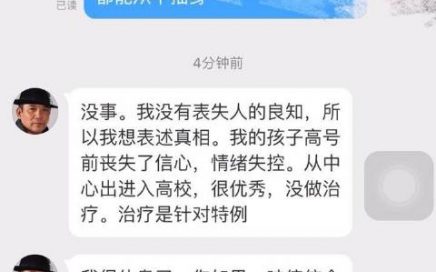 已读
4分钟前
没事。我没有表失人的良知，所
以我想表述真相。我的孩子高号
前丧失了信心，情绪失控。从中
心出进入高校，很优秀，没做治
疗。治疗是针对特例